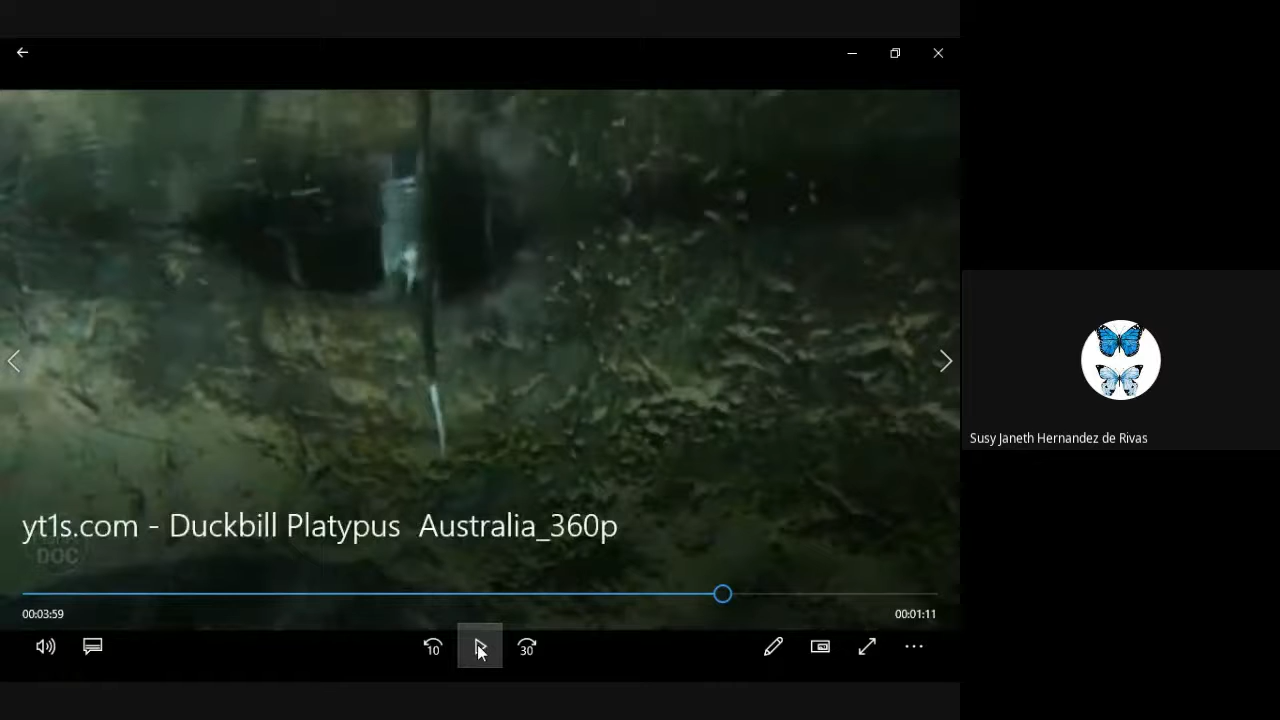 yt1s.com - Duckbill Platypus  Australia_360p
DOC
00:03:59
00:01:11
10
30
Susy Janeth Hernandez de Rivas